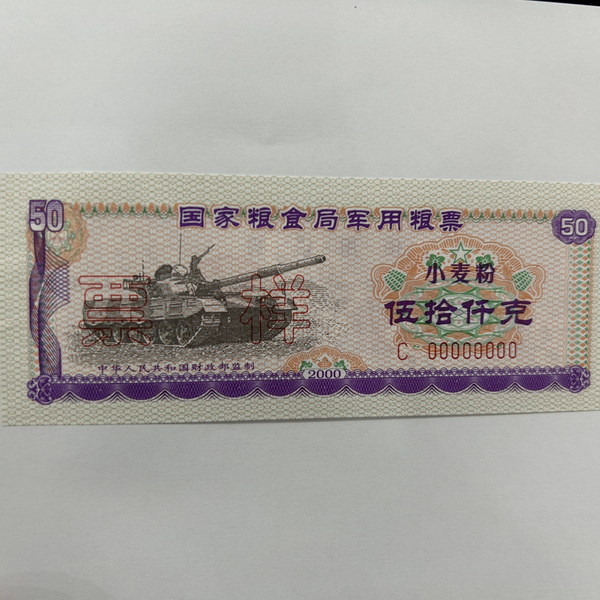 50
国家粮食局军用粮票
50
小麦粉
票样
伍拾仟克
C 00000000
中华人民共和国财政部监制
2000